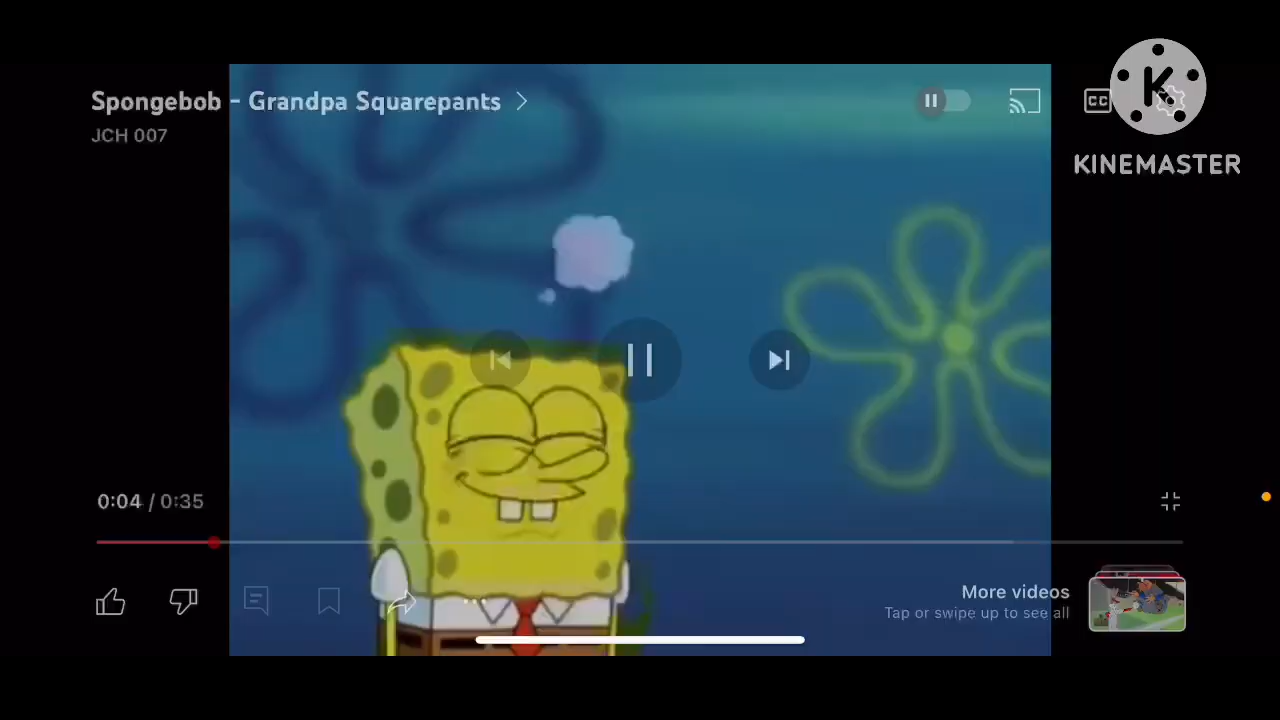 Spongebob - Grandpa Squarepants
JCH 007
CC
K
KINEMASTER
0:04 / 0:35
More videos
Tap or swipe up to see all